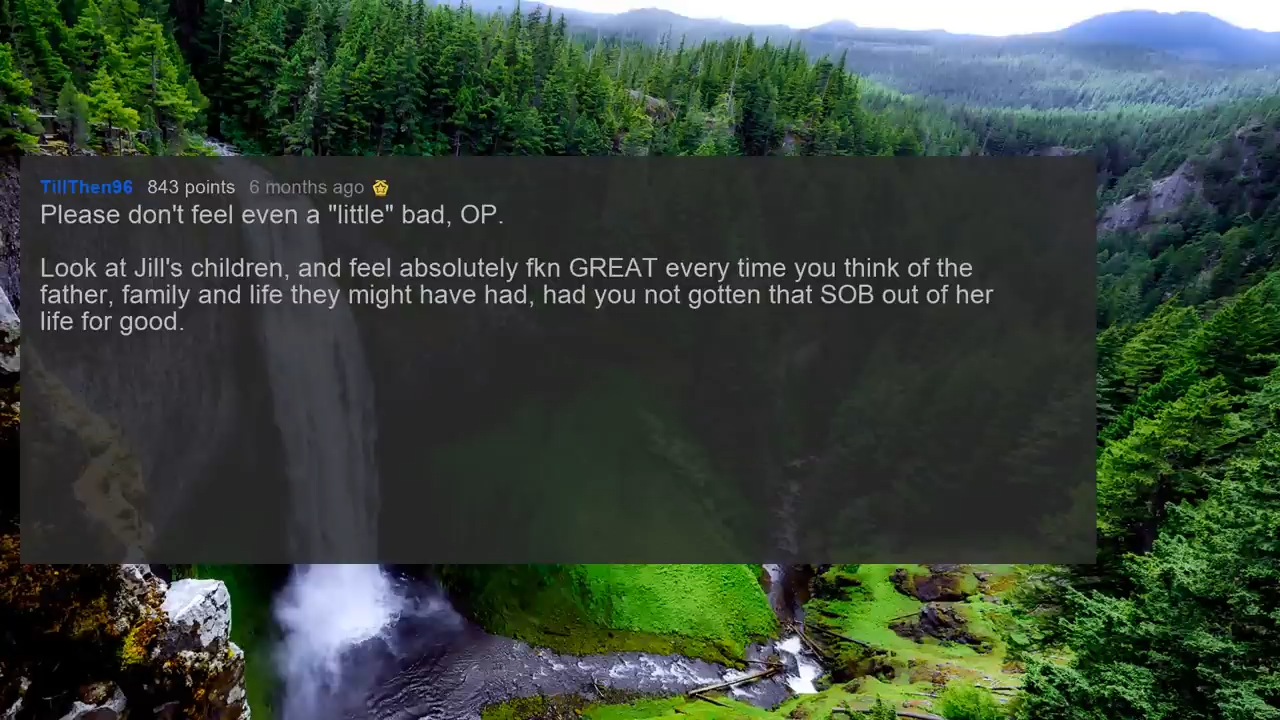 TillThen96 843 points 6 months ago
Please don't feel even a "little" bad, OP.
Look at Jill's children, and feel absolutely fkn GREAT every time you think of the
father, family and life they might have had, had you not gotten that SOB out of her
life for good.